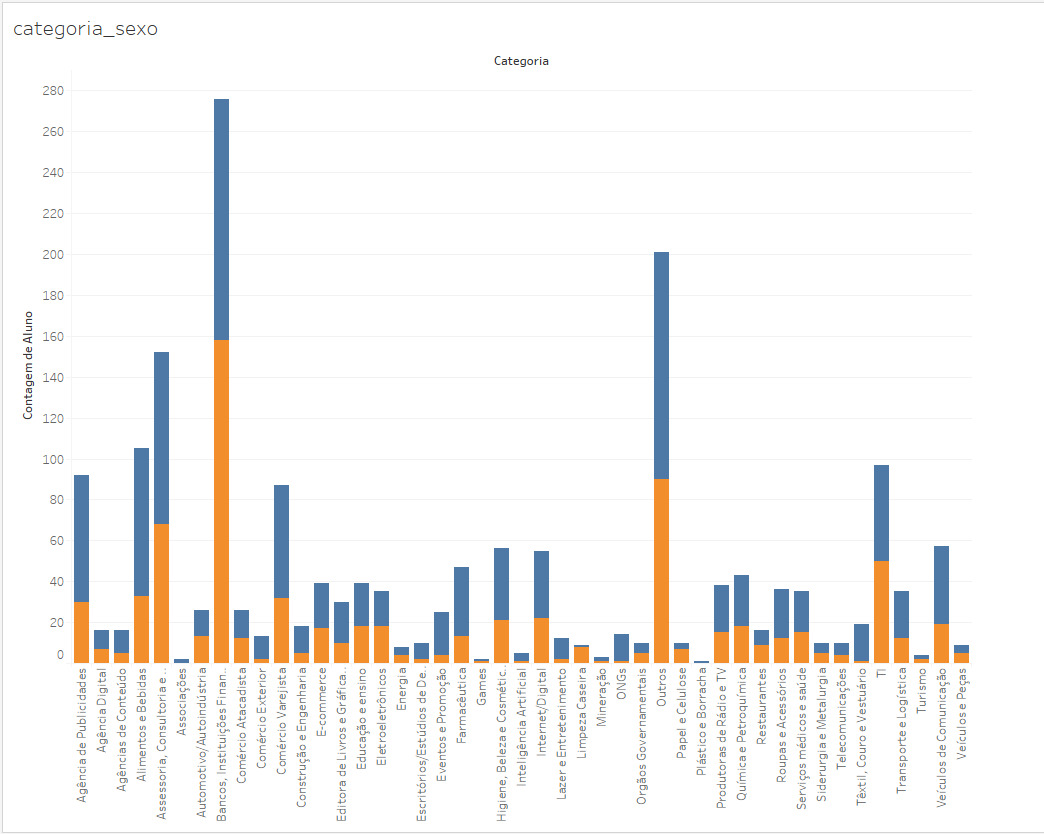 categoria_sexo
Categoria
Contagem de Aluno
280
260
240
220
200
180
160
140
120
100
80
60
40
20
0
Agência de Publicidades
Agência Digital
Agências de Conteúdo
Alimentos e Bebidas
Assessoria, Consultoria e ..
Associações
Automotivo/Autoindústria
Bancos, Instituições Finan..
Comércio Atacadista
Comércio Exterior
Comércio Varejista
Construção e Engenharia
E-commerce
Editora de Livros e Gráfica..
Educação e ensino
Eletroeletrônicos
Energia
Escritórios/Estúdios de De..
Eventos e Promoção
Farmacêutica
Games
Higiene, Beleza e Cosmétic..
Inteligência Artificial
Internet/Digital
Lazer e Entretenimento
Limpeza Caseira
Mineração
ONGs
Orgãos Governamentais
Outros
Papel e Celulose
Plástico e Borracha
Produtoras de Rádio e TV
Química e Petroquímica
Restaurantes
Roupas e Acessórios
Serviços médicos e saúde
Siderurgia e Metalurgia
Telecomunicações
Têxtil, Couro e Vestuário
TI
Transporte e Logística
Turismo
Veículos de Comunicação
Veículos e Peças